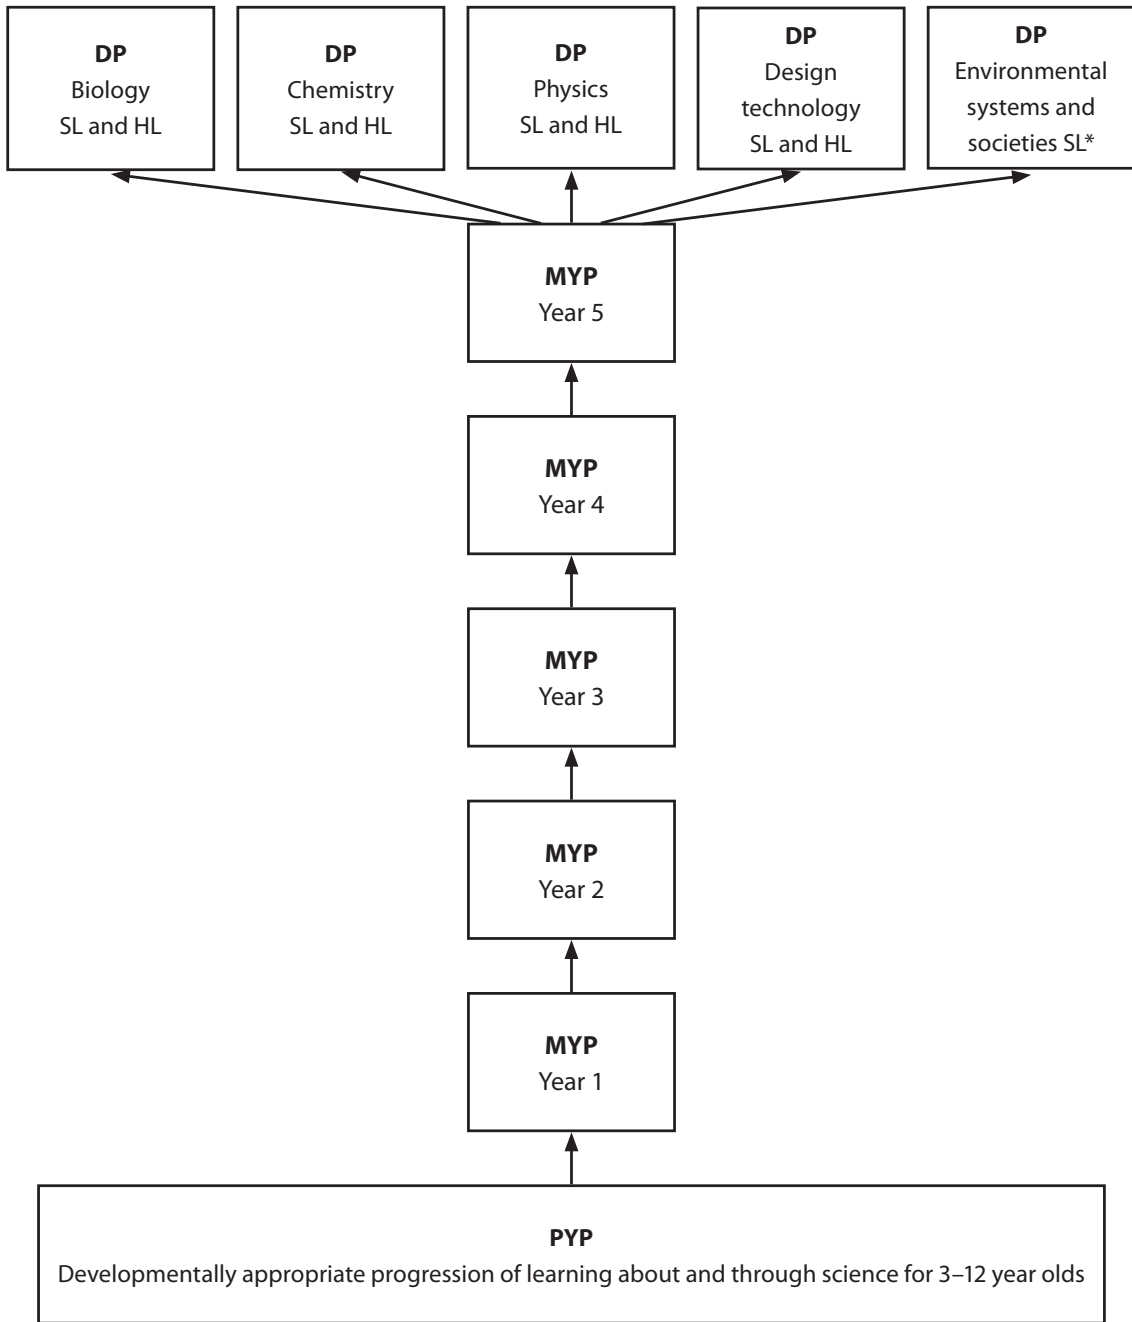 DP
Biology
SL and HL
DP
Chemistry
SL and HL
DP
Physics
SL and HL
DP
Design
technology
SL and HL
DP
Environmental
systems and
societies SL*
MYP
Year 5
MYP
Year 4
MYP
Year 3
MYP
Year 2
MYP
Year 1
PYP
Developmentally appropriate progression of learning about and through science for 3–12 year olds